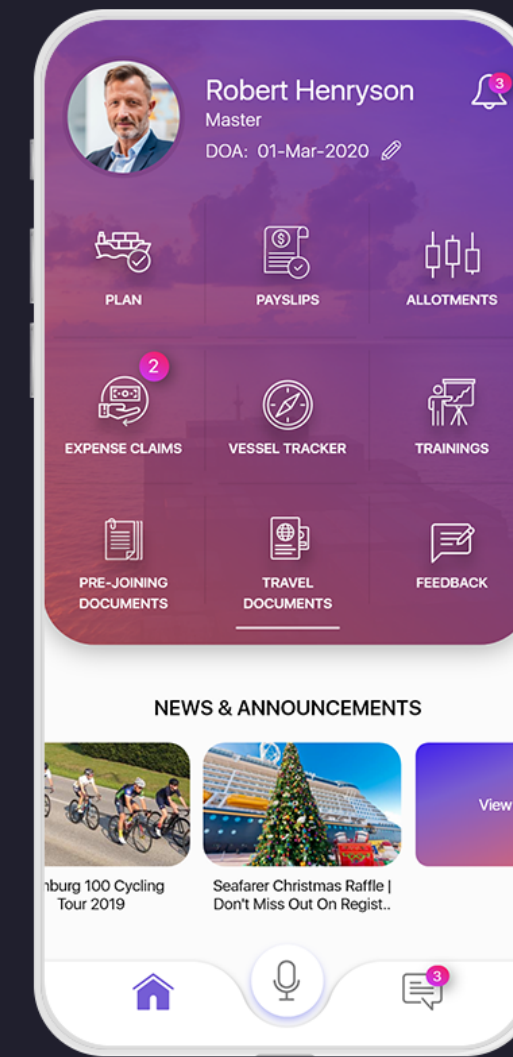 Robert Henryson
3
Master
DOA: 01-Mar-2020
PLAN
PAYSLIPS
ALLOTMENTS
2
EXPENSE CLAIMS
VESSEL TRACKER
TRAININGS
PRE-JOINING
DOCUMENTS
TRAVEL
DOCUMENTS
FEEDBACK
NEWS & ANNOUNCEMENTS
View
nburg 100 Cycling
Tour 2019
Seafarer Christmas Raffle |
Don't Miss Out On Regist..
3